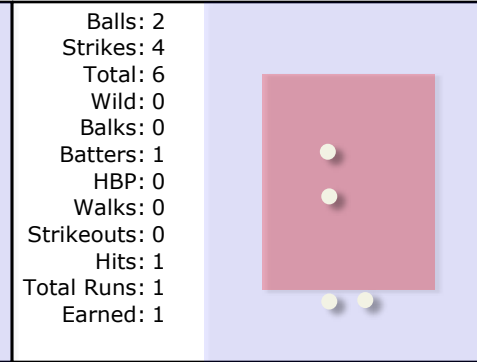 Balls: 2
Strikes: 4
Total: 6
Wild: 0
Balks: 0
Batters: 1
HBP: 0
Walks: 0
Strikeouts: 0
Hits: 1
Total Runs: 1
Earned: 1